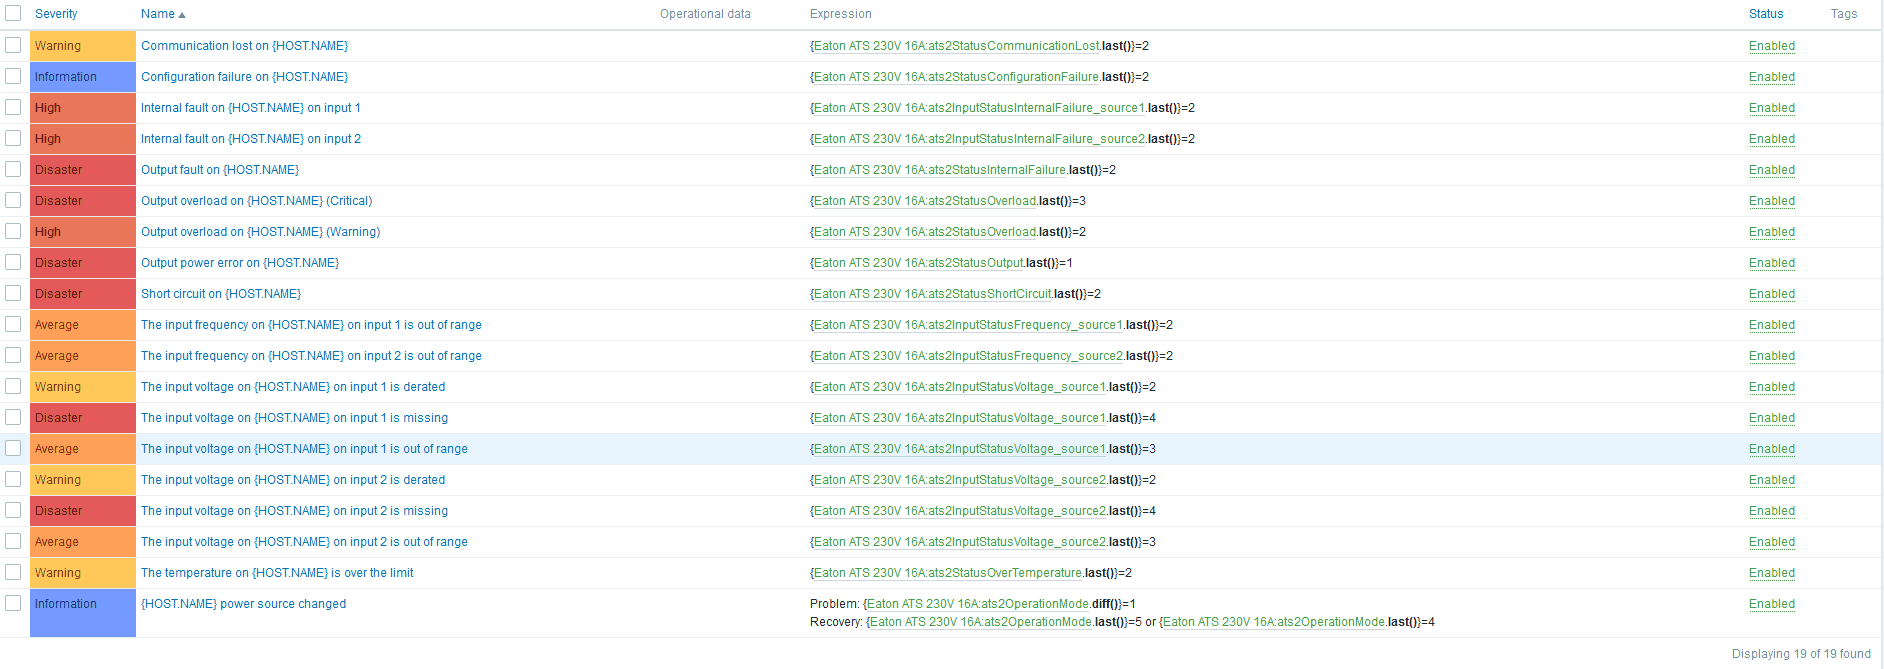 Severity Name ▲ Operational data Expression Status Tags
Warning Communication lost on {HOST.NAME} {Eaton ATS 230V 16A:ats2StatusCommunicationLost.last()}=2 Enabled
Information Configuration failure on {HOST.NAME} {Eaton ATS 230V 16A:ats2StatusConfigurationFailure.last()}=2 Enabled
High Internal fault on {HOST.NAME} on input 1 {Eaton ATS 230V 16A:ats2InputStatusInternalFailure_source1.last()}=2 Enabled
High Internal fault on {HOST.NAME} on input 2 {Eaton ATS 230V 16A:ats2InputStatusInternalFailure_source2.last()}=2 Enabled
Disaster Output fault on {HOST.NAME} {Eaton ATS 230V 16A:ats2StatusInternalFailure.last()}=2 Enabled
Disaster Output overload on {HOST.NAME} (Critical) {Eaton ATS 230V 16A:ats2StatusOverload.last()}=3 Enabled
High Output overload on {HOST.NAME} (Warning) {Eaton ATS 230V 16A:ats2StatusOverload.last()}=2 Enabled
Disaster Output power error on {HOST.NAME} {Eaton ATS 230V 16A:ats2StatusOutput.last()}=1 Enabled
Disaster Short circuit on {HOST.NAME} {Eaton ATS 230V 16A:ats2StatusShortCircuit.last()}=2 Enabled
Average The input frequency on {HOST.NAME} on input 1 is out of range {Eaton ATS 230V 16A:ats2InputStatusFrequency_source1.last()}=2 Enabled
Average The input frequency on {HOST.NAME} on input 2 is out of range {Eaton ATS 230V 16A:ats2InputStatusFrequency_source2.last()}=2 Enabled
Warning The input voltage on {HOST.NAME} on input 1 is derated {Eaton ATS 230V 16A:ats2InputStatusVoltage_source1.last()}=2 Enabled
Disaster The input voltage on {HOST.NAME} on input 1 is missing {Eaton ATS 230V 16A:ats2InputStatusVoltage_source1.last()}=4 Enabled
Average The input voltage on {HOST.NAME} on input 1 is out of range {Eaton ATS 230V 16A:ats2InputStatusVoltage_source1.last()}=3 Enabled
Warning The input voltage on {HOST.NAME} on input 2 is derated {Eaton ATS 230V 16A:ats2InputStatusVoltage_source2.last()}=2 Enabled
Disaster The input voltage on {HOST.NAME} on input 2 is missing {Eaton ATS 230V 16A:ats2InputStatusVoltage_source2.last()}=4 Enabled
Average The input voltage on {HOST.NAME} on input 2 is out of range {Eaton ATS 230V 16A:ats2InputStatusVoltage_source2.last()}=3 Enabled
Warning The temperature on {HOST.NAME} is over the limit {Eaton ATS 230V 16A:ats2StatusOverTemperature.last()}=2 Enabled
Information {HOST.NAME} power source changed Problem: {Eaton ATS 230V 16A:ats2OperationMode.diff()}=1 Enabled
Recovery: {Eaton ATS 230V 16A:ats2OperationMode.last()}=5 or {Eaton ATS 230V 16A:ats2OperationMode.last()}=4
Displaying 19 of 19 found